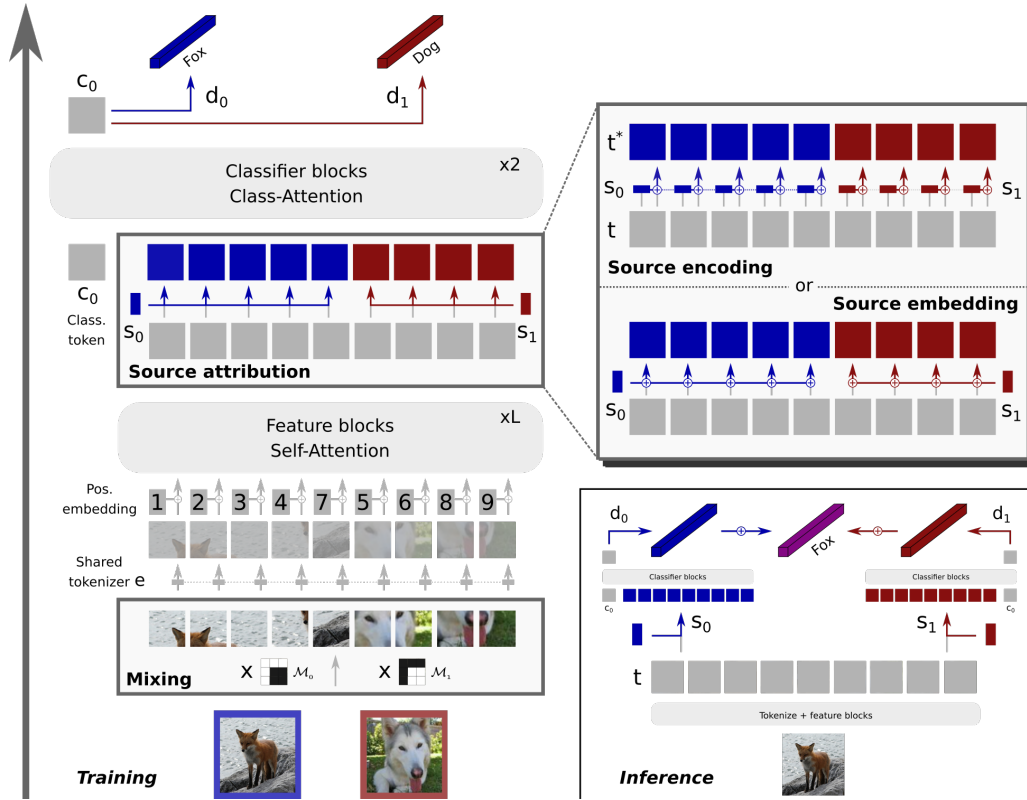 Fox
Dog
c0
d0
d1
Classifier blocks
Class-Attention
x2
c0
Class.
token
s0
s1
Source attribution
Feature blocks
Self-Attention
xL
Pos.
embedding
1 2 3 4 7 5 6 8 9
Shared
tokenizer e
Mixing
x M0
x M1
Training
t*
s0
s1
t
Source encoding
or
Source embedding
s0
s1
d0
d1
Fox
Classifier blocks
Classifier blocks
c0
c0
s0
s1
t
Tokenize + feature blocks
Inference